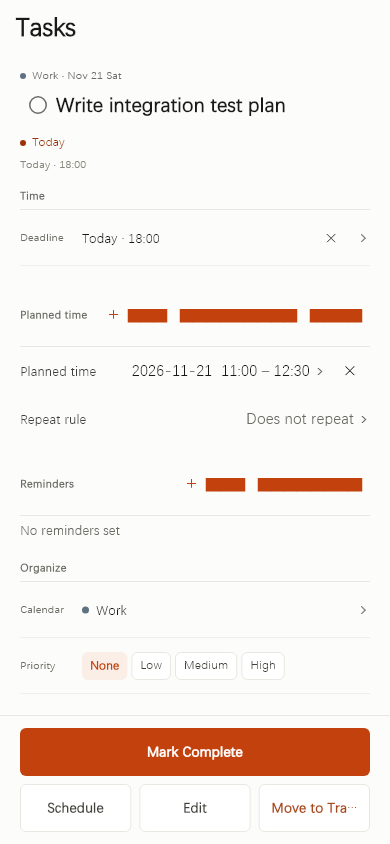 Tasks
Work · Nov 21 Sat
Write integration test plan
Today
Today · 18:00
Time
Deadline Today · 18:00
Planned time +
Planned time 2026-11-21 11:00 – 12:30
Repeat rule Does not repeat
Reminders +
No reminders set
Organize
Calendar Work
Priority None Low Medium High
Mark Complete
Schedule Edit Move to Tra…